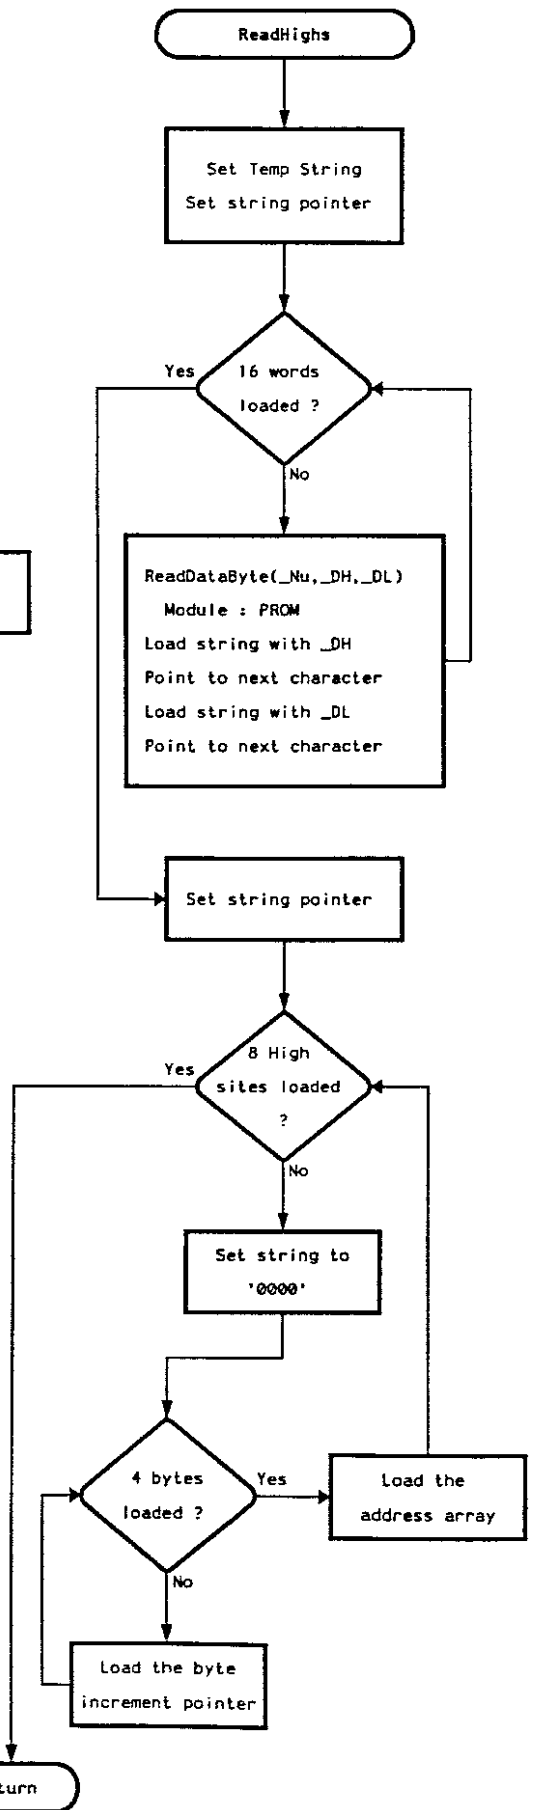 ReadHighs
Set Temp String
Set string pointer
16 words
loaded ?
Yes
No
ReadDataByte(_Nu,_DH,_DL)
Module : PROM
Load string with _DH
Point to next character
Load string with _DL
Point to next character
Set string pointer
8 High
sites loaded
?
Yes
No
Set string to
'0000'
4 bytes
loaded ?
Yes
No
Load the
address array
Load the byte
increment pointer
turn